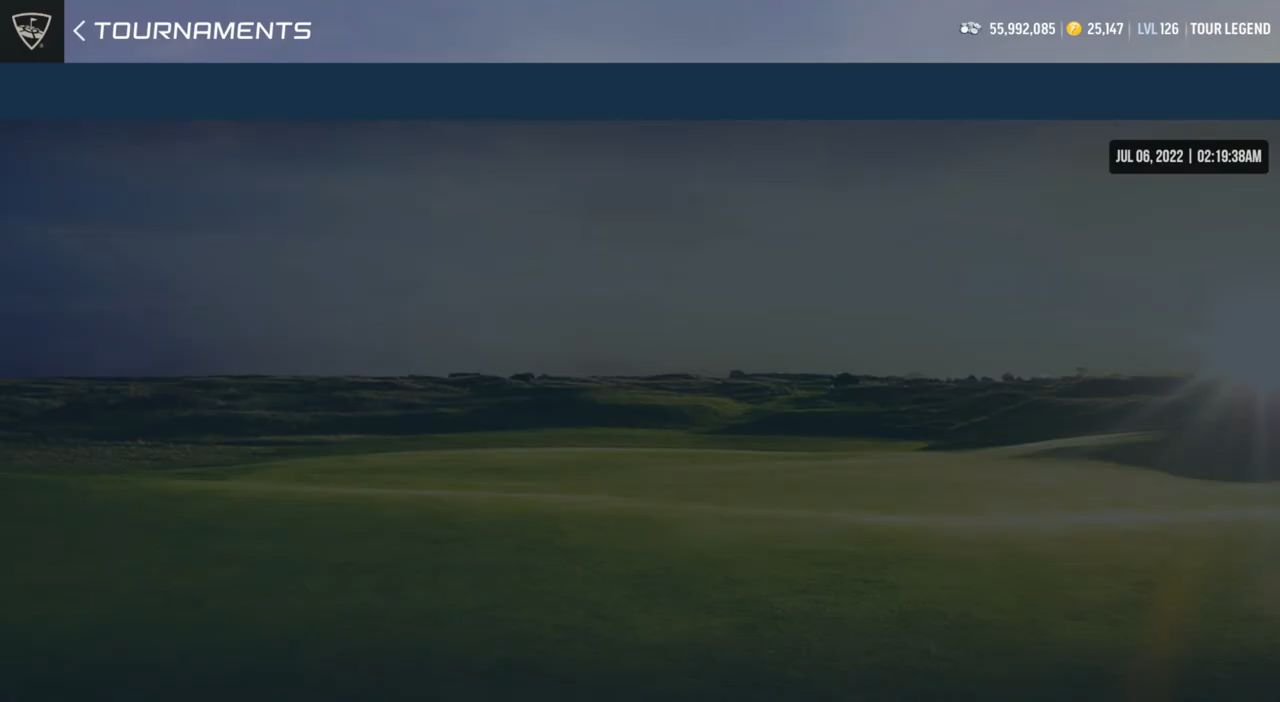 TOURNAMENTS
55,992,085 | 25,147 | LVL 126 | TOUR LEGEND
JUL 06, 2022 | 02:19:38AM